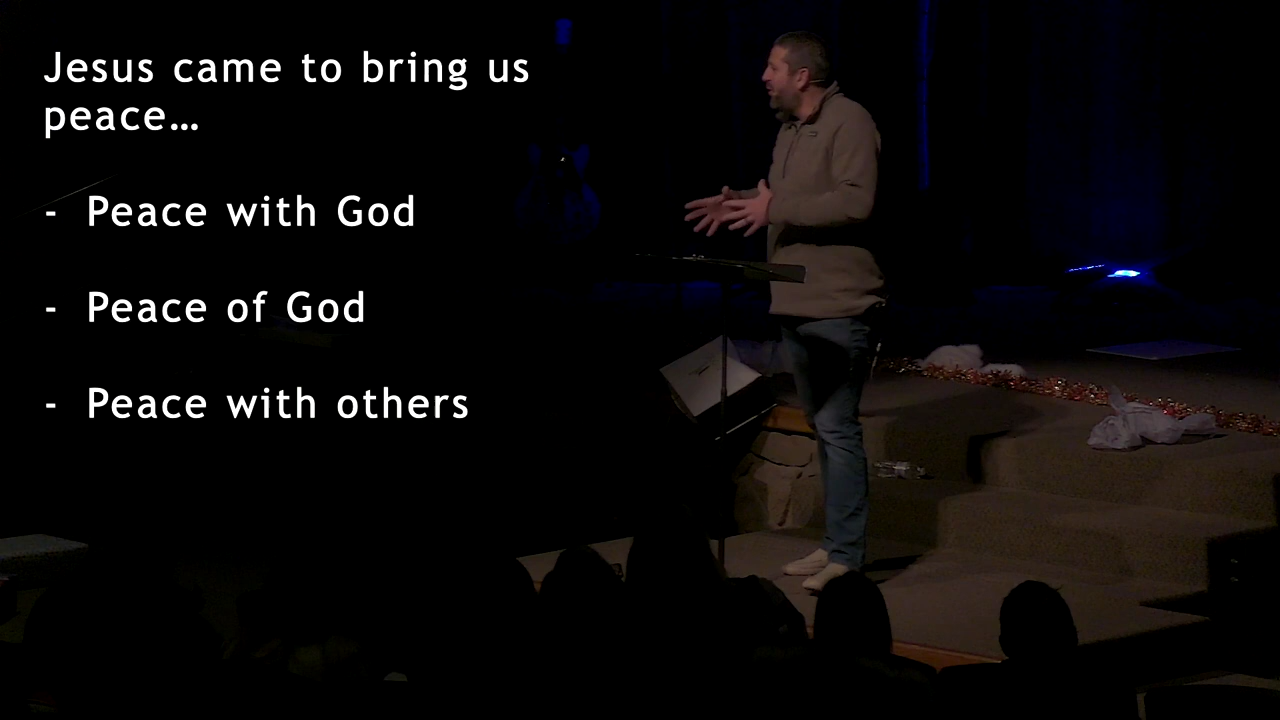 Jesus came to bring us
peace…
- Peace with God
- Peace of God
- Peace with others